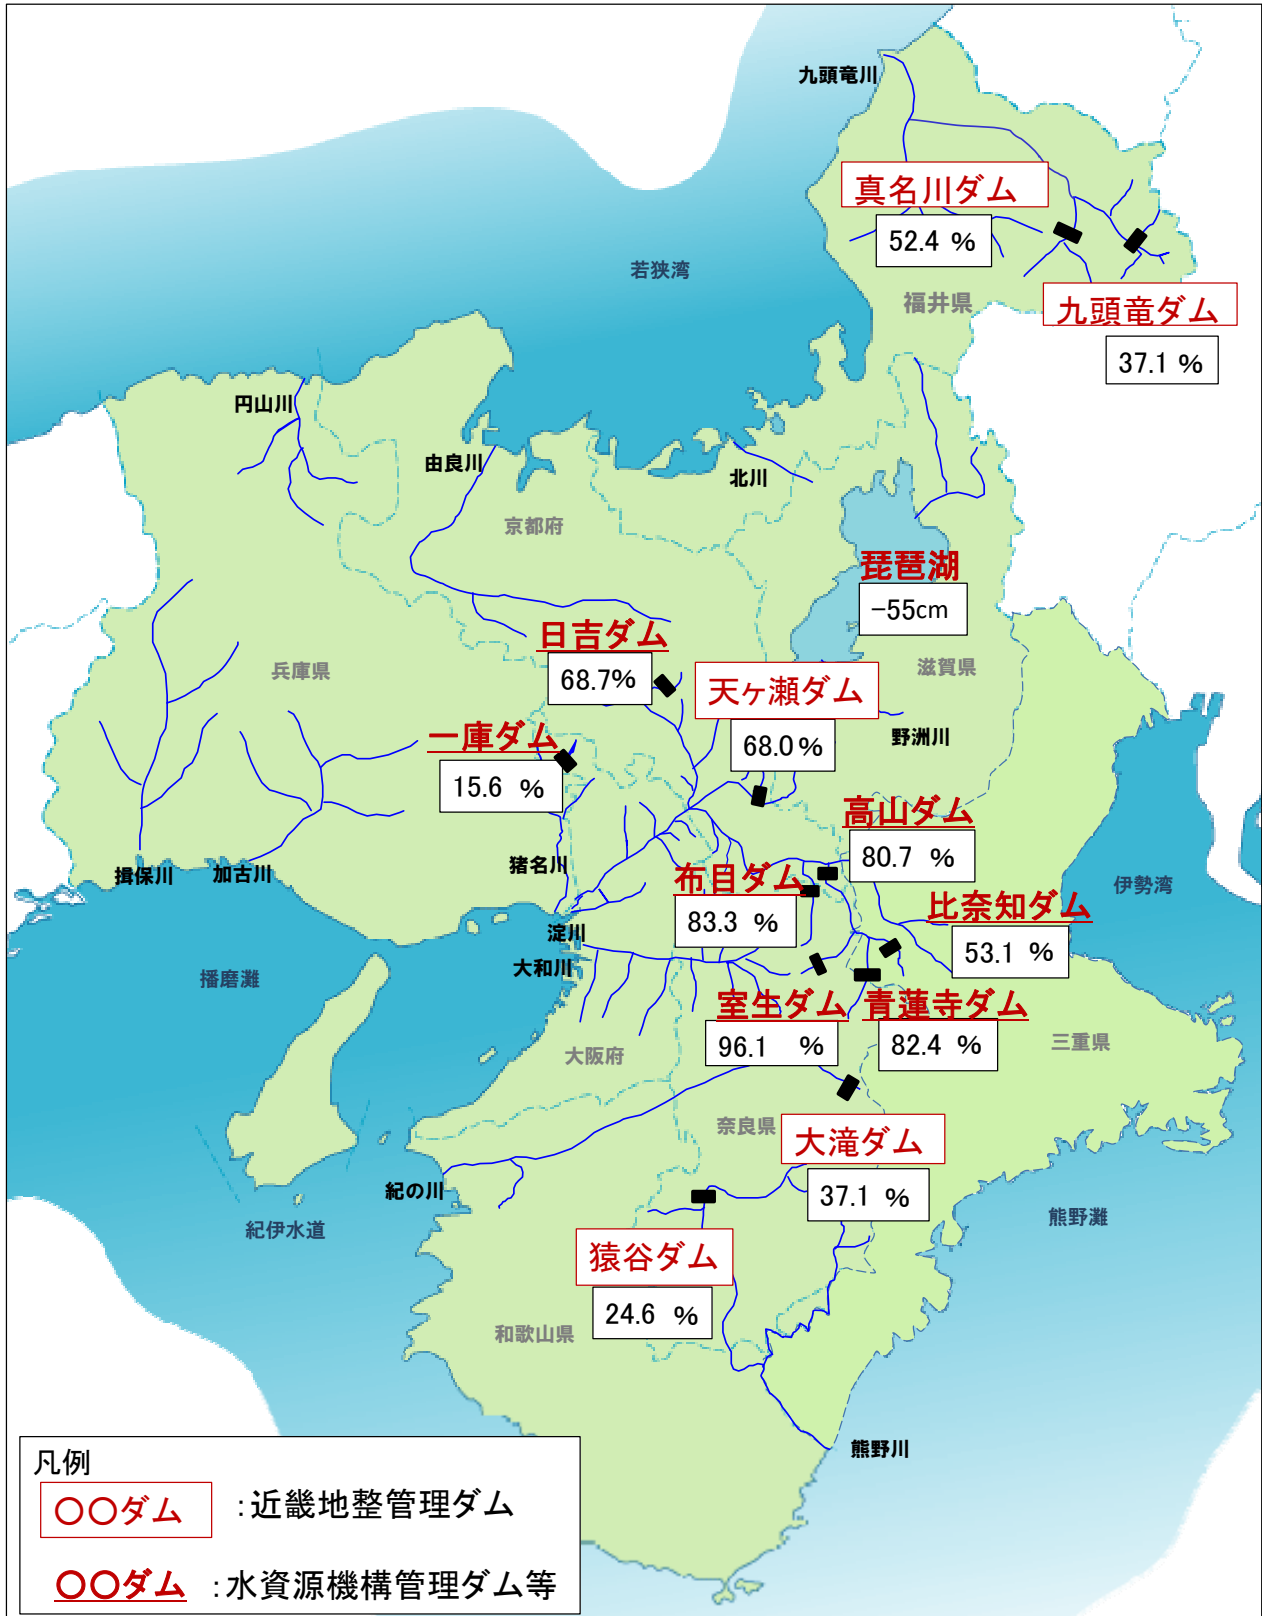 九頭竜川
真名川ダム
52.4 %
若狭湾
福井県
九頭竜ダム
37.1 %
円山川
由良川
北川
京都府
琵琶湖
-55cm
日吉ダム
68.7%
兵庫県
滋賀県
天ヶ瀬ダム
68.0%
野洲川
一庫ダム
15.6 %
高山ダム
80.7 %
猪名川
揖保川
加古川
布目ダム
83.3 %
伊勢湾
比奈知ダム
53.1 %
淀川
大和川
播磨灘
室生ダム
96.1 %
青蓮寺ダム
82.4 %
大阪府
三重県
奈良県
大滝ダム
37.1 %
紀の川
紀伊水道
熊野灘
猿谷ダム
24.6 %
和歌山県
熊野川
凡例
○○ダム :近畿地整管理ダム
○○ダム :水資源機構管理ダム等